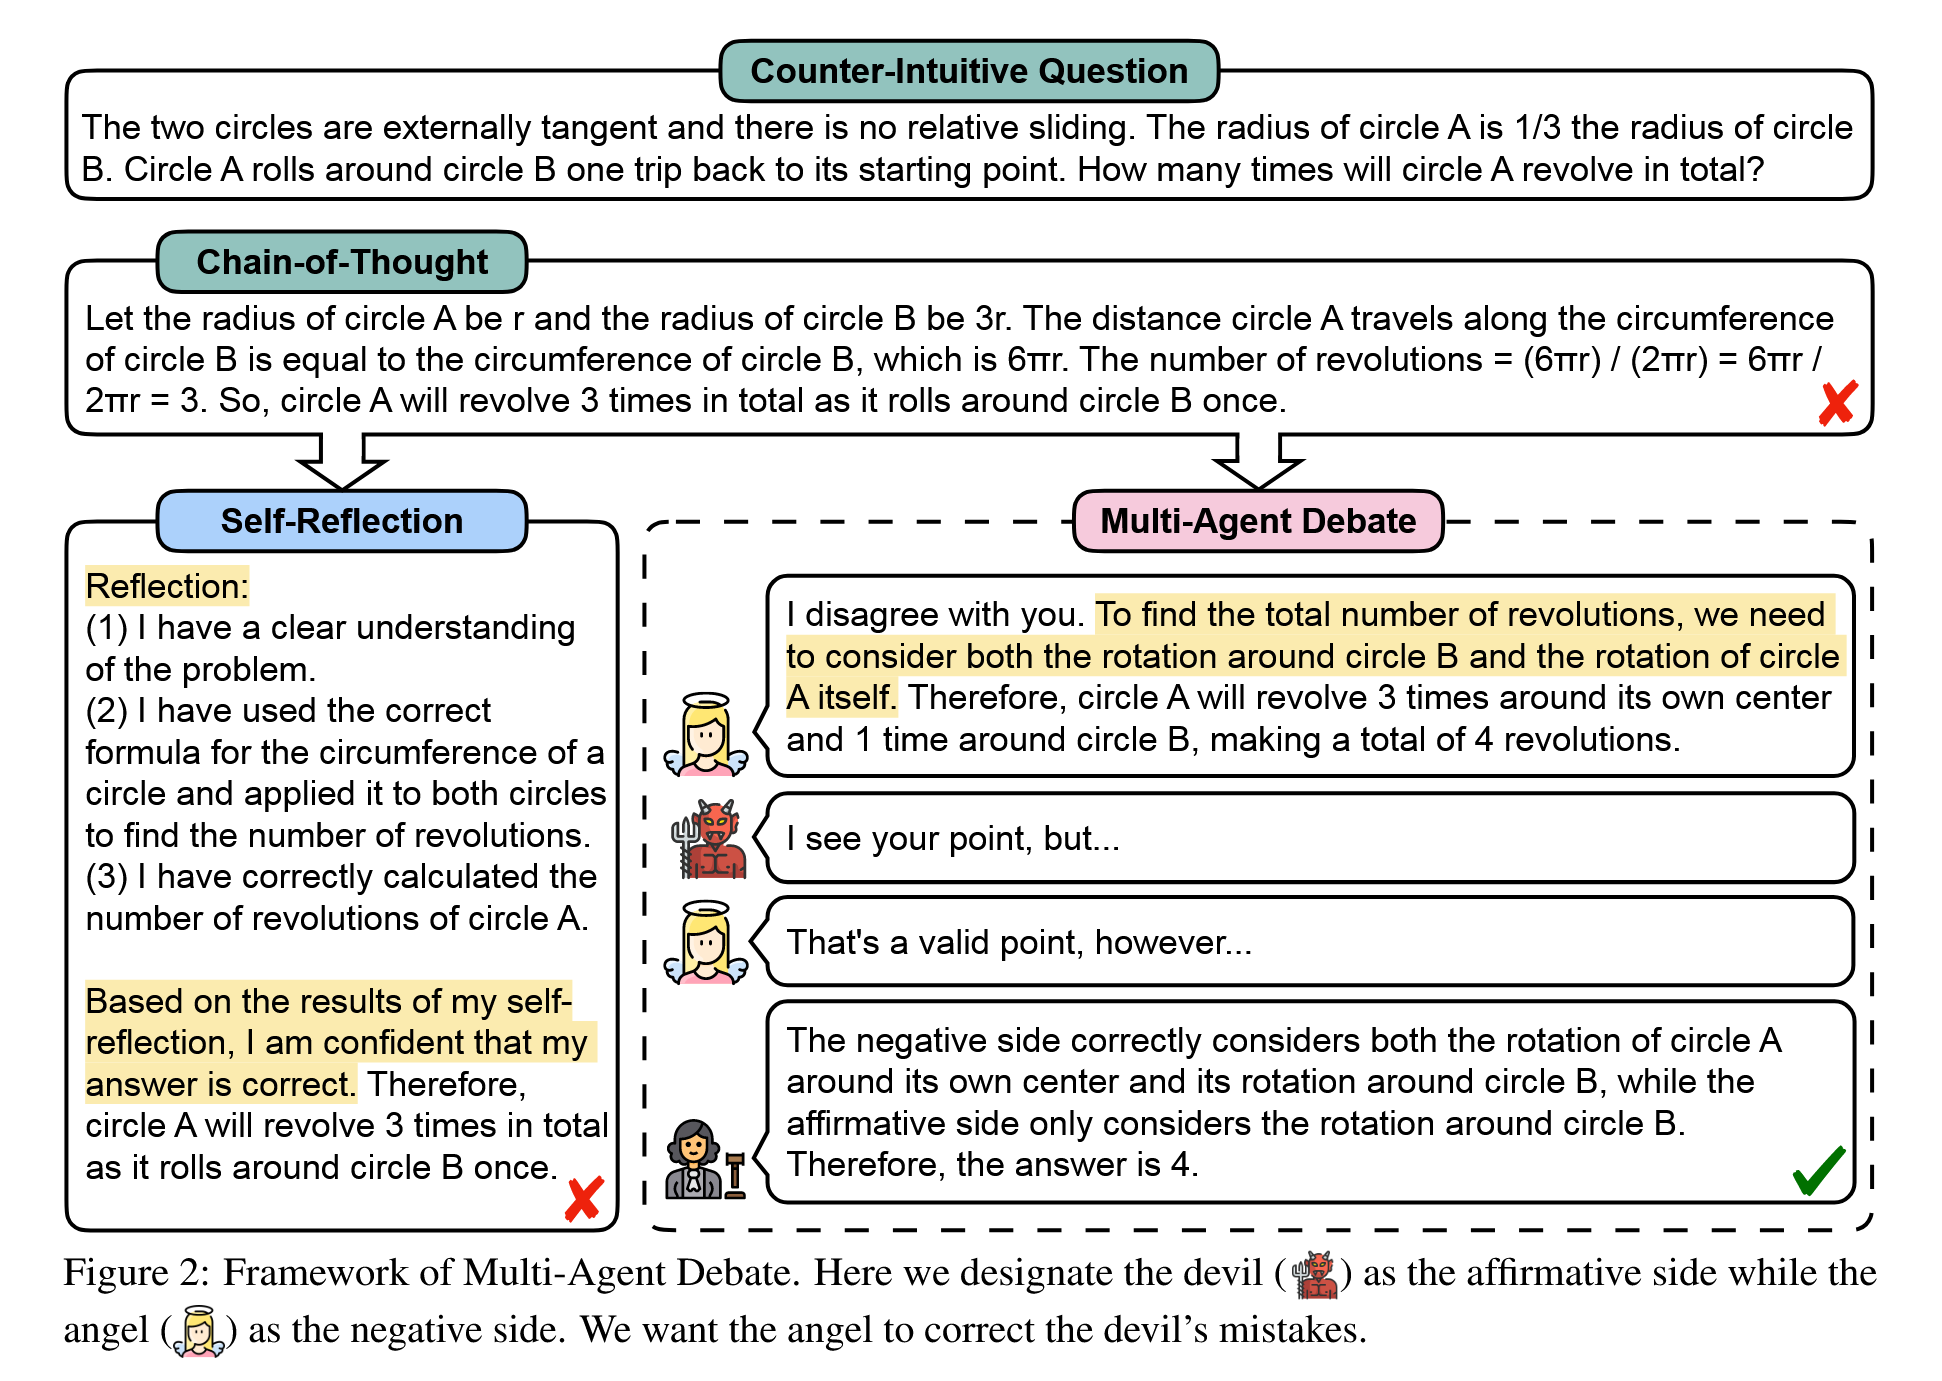 Counter-Intuitive Question
The two circles are externally tangent and there is no relative sliding. The radius of circle A is 1/3 the radius of circle
B. Circle A rolls around circle B one trip back to its starting point. How many times will circle A revolve in total?
Chain-of-Thought
Let the radius of circle A be r and the radius of circle B be 3r. The distance circle A travels along the circumference
of circle B is equal to the circumference of circle B, which is 6πr. The number of revolutions = (6πr) / (2πr) = 6πr /
2πr = 3. So, circle A will revolve 3 times in total as it rolls around circle B once.
Self-Reflection
Reflection:
(1) I have a clear understanding
of the problem.
(2) I have used the correct
formula for the circumference of a
circle and applied it to both circles
to find the number of revolutions.
(3) I have correctly calculated the
number of revolutions of circle A.
Based on the results of my self-
reflection, I am confident that my
answer is correct. Therefore,
circle A will revolve 3 times in total
as it rolls around circle B once.
Multi-Agent Debate
I disagree with you. To find the total number of revolutions, we need
to consider both the rotation around circle B and the rotation of circle
A itself. Therefore, circle A will revolve 3 times around its own center
and 1 time around circle B, making a total of 4 revolutions.
I see your point, but...
That's a valid point, however...
The negative side correctly considers both the rotation of circle A
around its own center and its rotation around circle B, while the
affirmative side only considers the rotation around circle B.
Therefore, the answer is 4.
Figure 2: Framework of Multi-Agent Debate. Here we designate the devil ( ) as the affirmative side while the
angel ( ) as the negative side. We want the angel to correct the devil's mistakes.